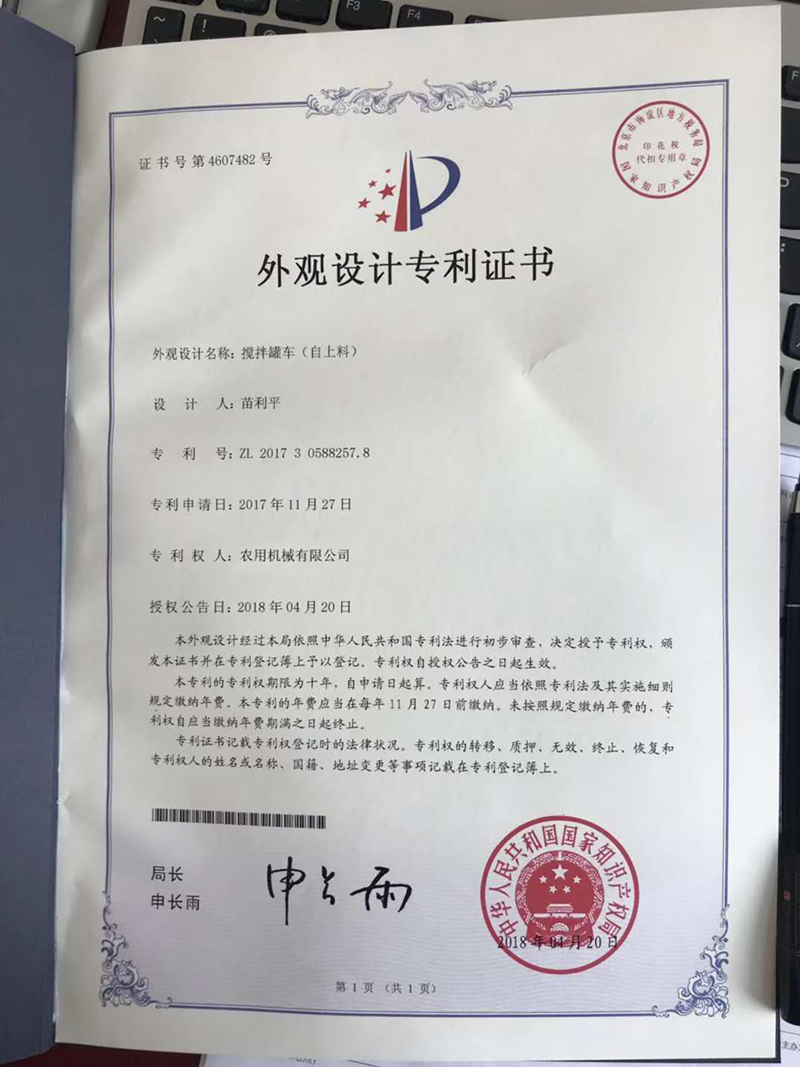 F3
F4
证书号第4607482号
北京市海淀区地方税务局
印花税
代扣专用章
国家知识产权局
外观设计专利证书
外观设计名称：搅拌罐车（自上料）
设计人：苗利平
专利号：ZL 2017 3 0588257.8
专利申请日：2017年11月27日
专利权人：农用机械有限公司
授权公告日：2018年04月20日
本外观设计经过本局依照中华人民共和国专利法进行初步审查，决定授予专利权，颁
发本证书并在专利登记簿上予以登记。专利权自授权公告之日起生效。
本专利的专利权期限为十年，自申请日起算。专利权人应当依照专利法及其实施细则
规定缴纳年费。本专利的年费应当在每年11月27日前缴纳。未按照规定缴纳年费的，专
利权自应当缴纳年费期满之日起终止。
专利证书记载专利权登记时的法律状况。专利权的转移、质押、无效、终止、恢复和
专利权人的姓名或名称、国籍、地址变更等事项记载在专利登记簿上。
局长
申长雨
申长雨
中华人民共和国国家知识产权局
2018年04月20日
第1页（共1页）
主办